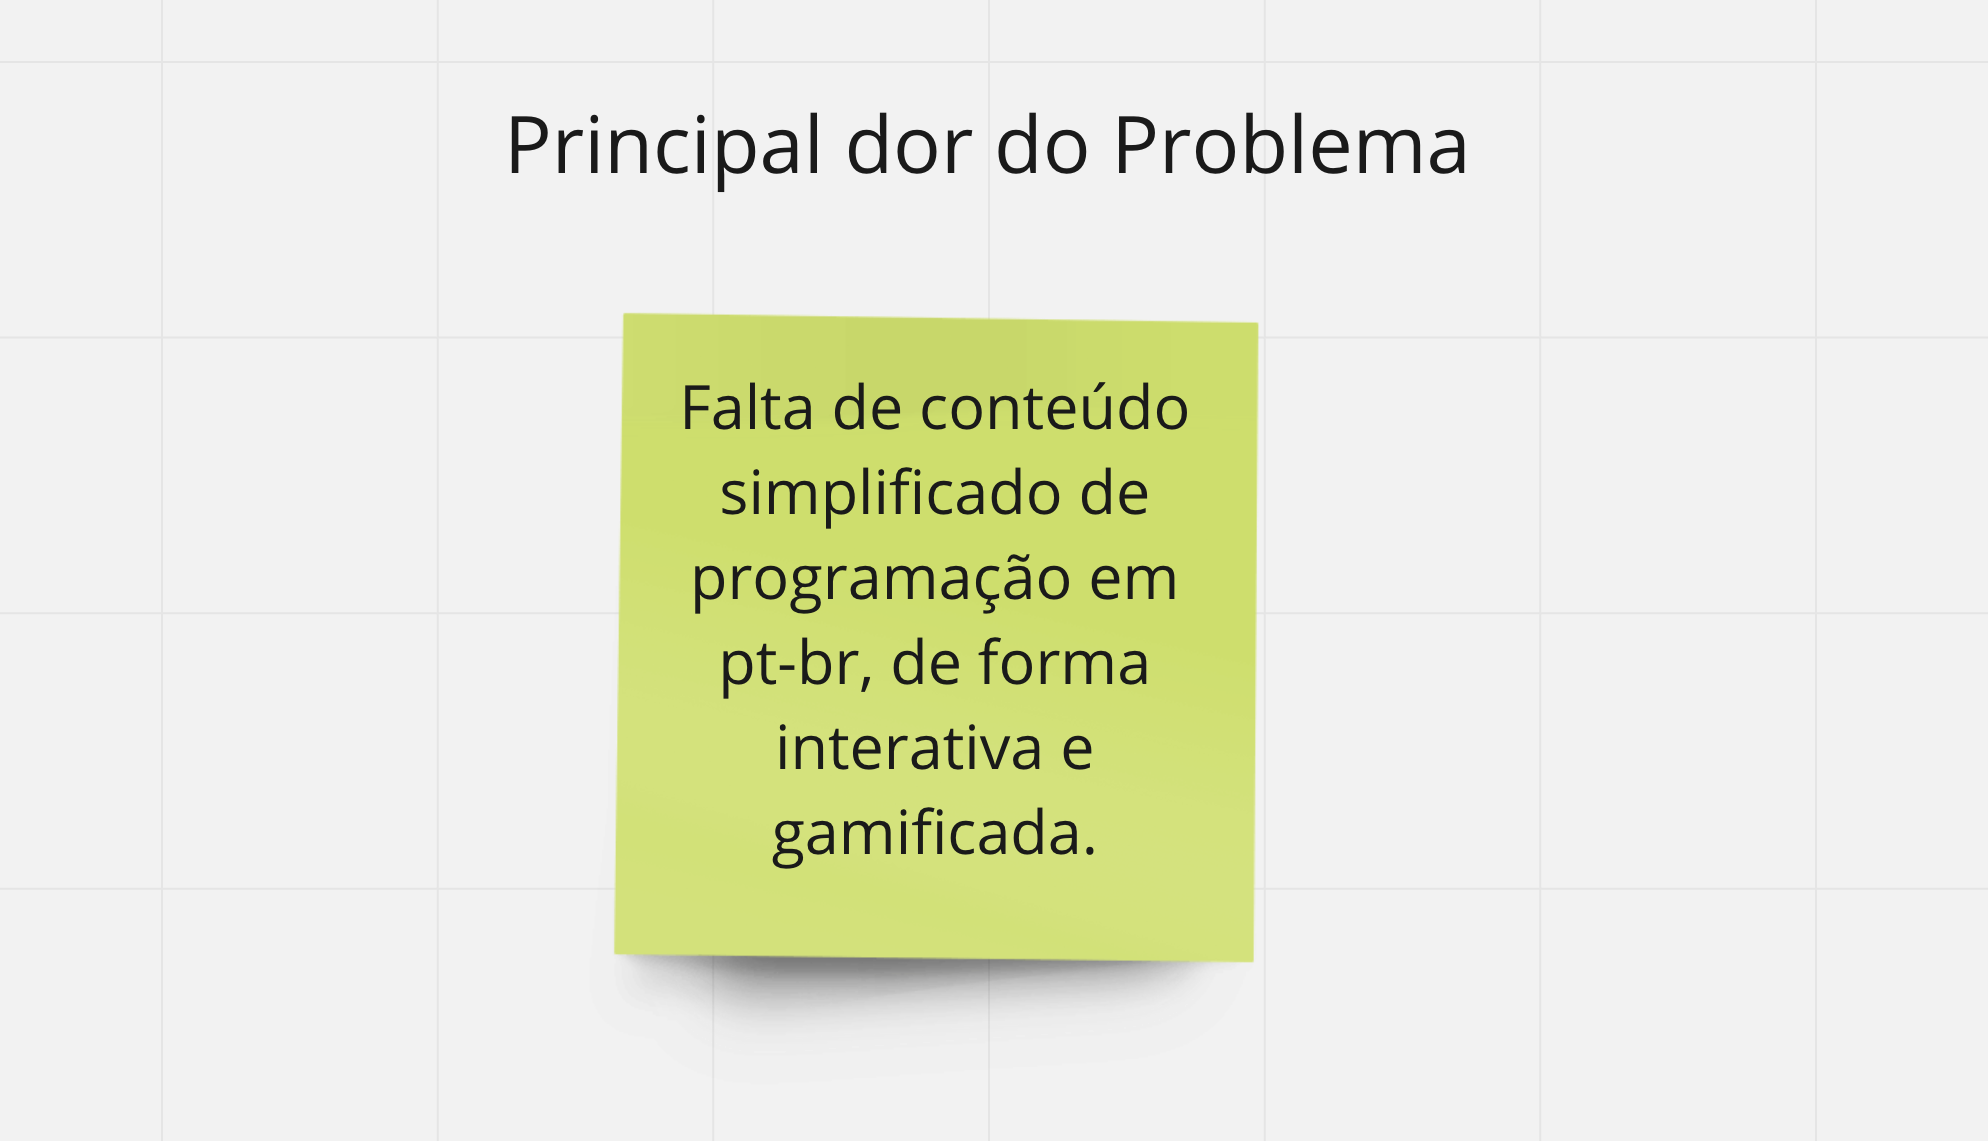 Principal dor do Problema
Falta de conteúdo
simplificado de
programação em
pt-br, de forma
interativa e
gamificada.